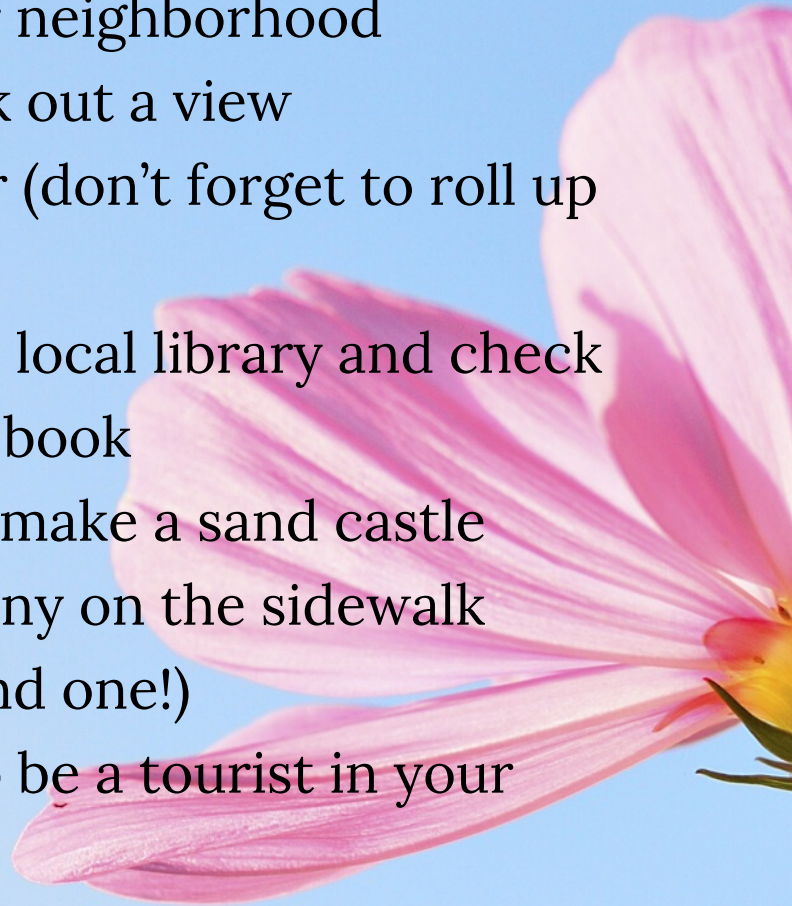 neighborhood
out a view
(don’t forget to roll up
local library and check
book
make a sand castle
on the sidewalk
one!)
be a tourist in your